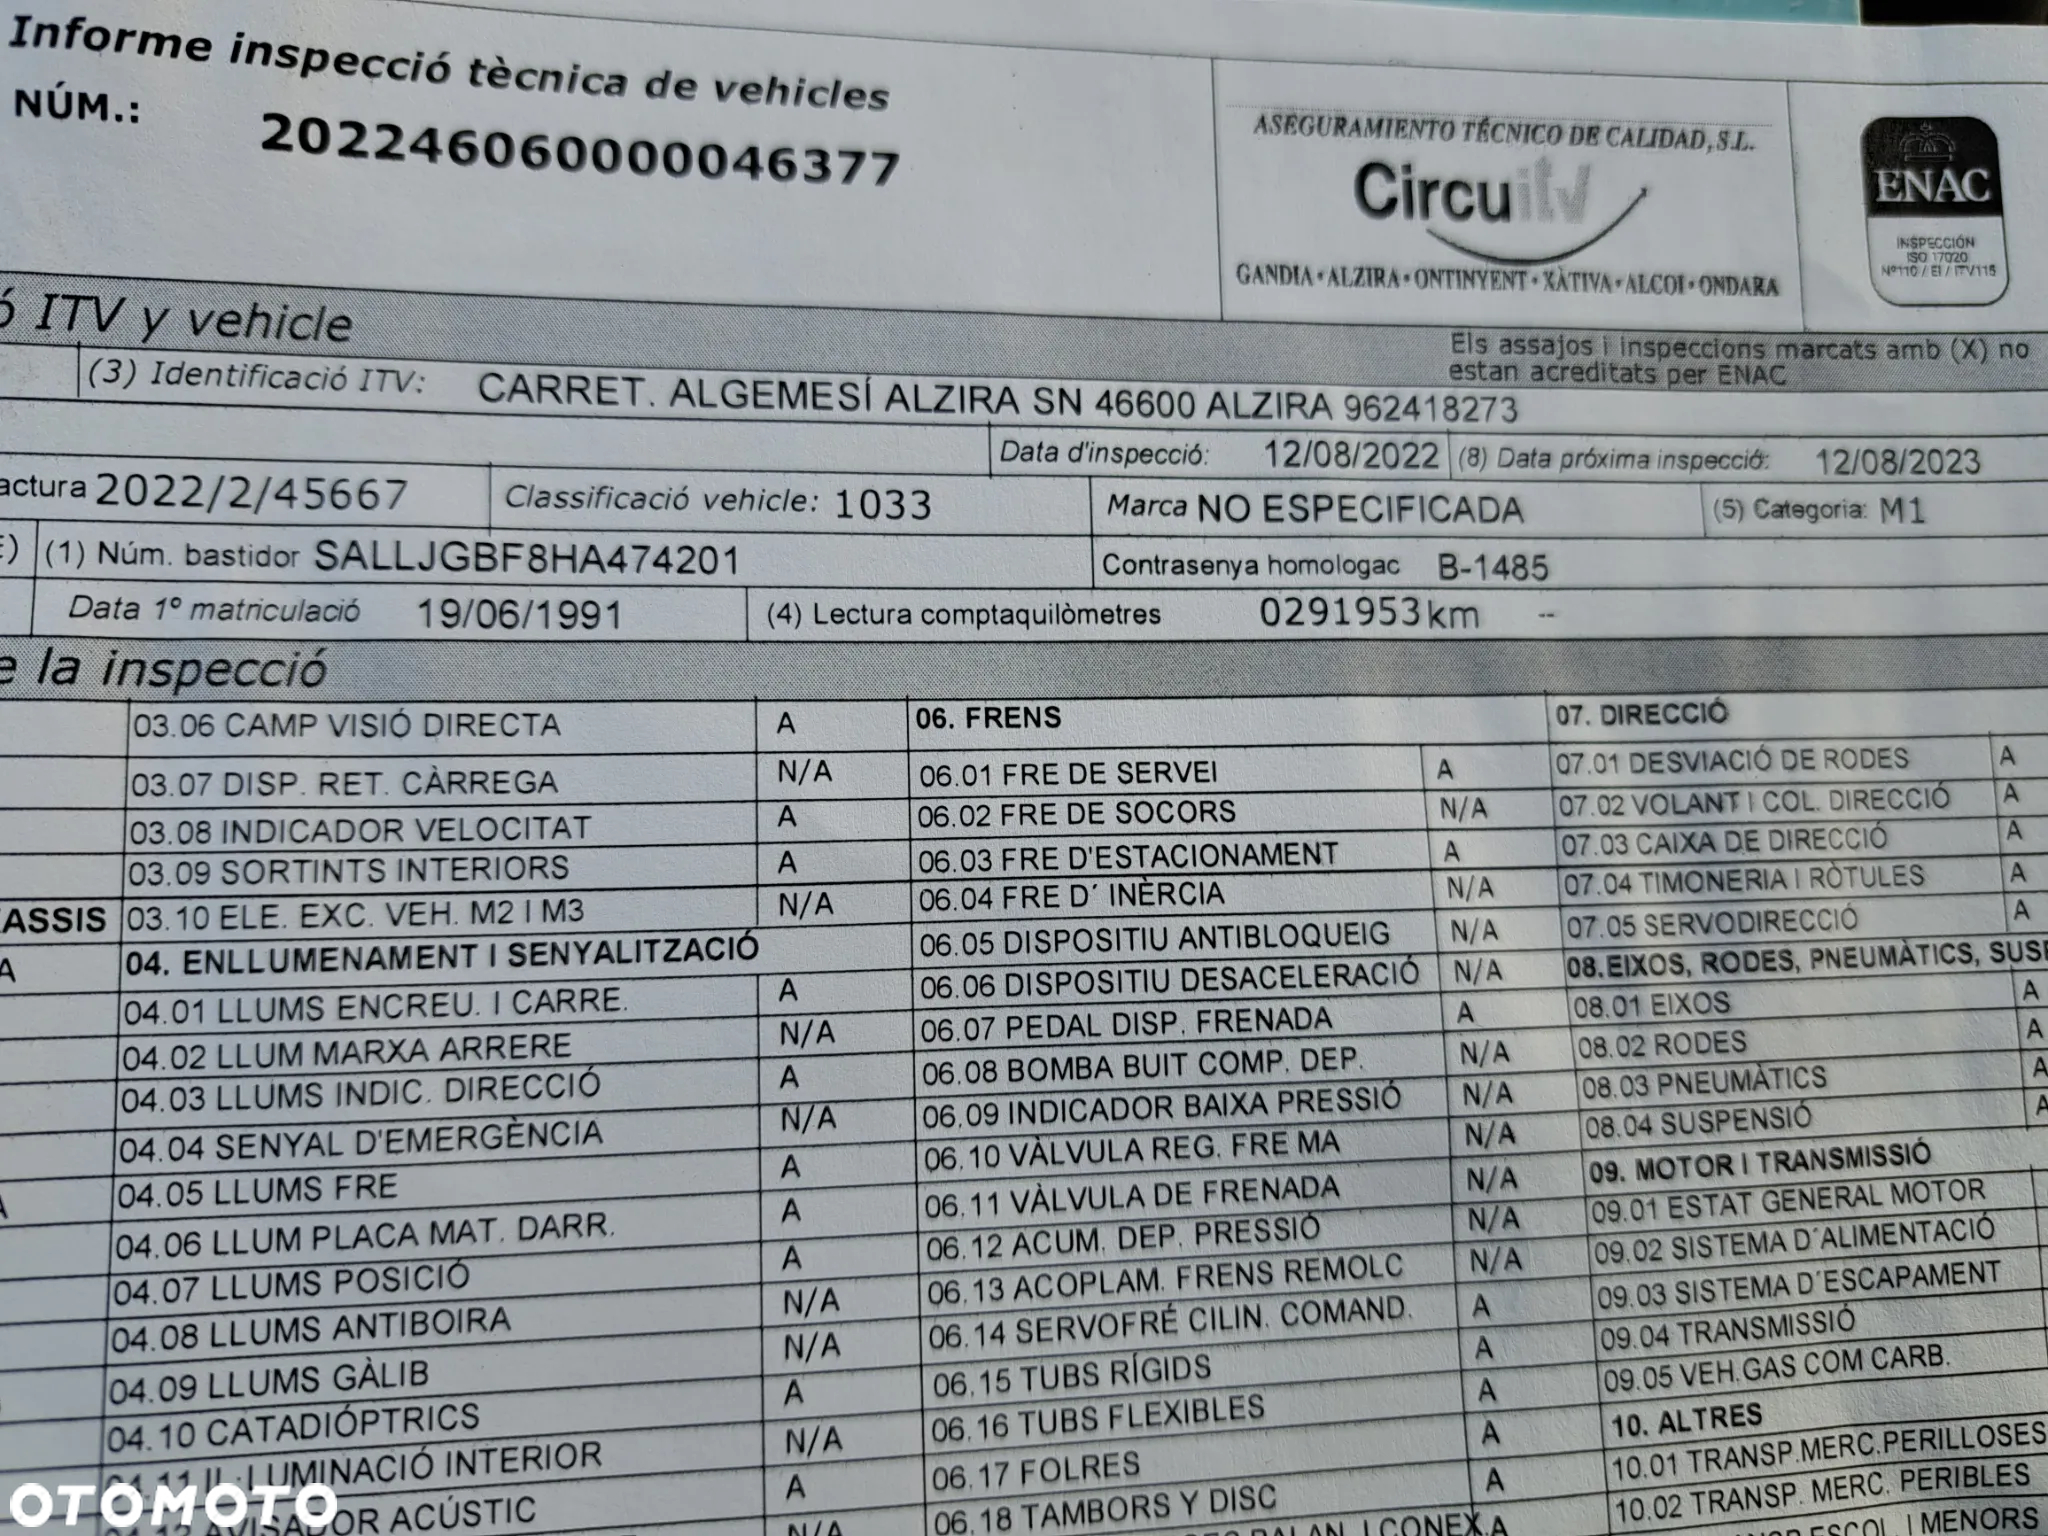 Informe inspecció tècnica de vehicles
NÚM.: 20224606000004 6377
ASEGURAMIENTO TÉCNICO DE CALIDAD, S.L.
Circuitv
GANDIA • ALZIRA • ONTINYENT • XÀTIVA • ALCOI • ONDARA
ENAC
INSPECCIÓN
ISO 17020
Nº110 / EI / ITV115
ó ITV y vehicle
Els assajos i inspeccions marcats amb (X) no
estan acreditats per ENAC
(3) Identificació ITV: CARRET. ALGEMESÍ ALZIRA SN 46600 ALZIRA 962418273
Data d'inspecció: 12/08/2022 (8) Data próxima inspecció: 12/08/2023
actura 2022/2/45667 Classificació vehicle: 1033 Marca NO ESPECIFICADA (5) Categoria: M1
(1) Núm. bastidor SALLJGBF8HA474201 Contrasenya homologac B-1485
Data 1º matriculació 19/06/1991 (4) Lectura comptaquilòmetres 0291953 km --
e la inspecció
03.06 CAMP VISIÓ DIRECTA A
03.07 DISP. RET. CÀRREGA N/A
03.08 INDICADOR VELOCITAT A
03.09 SORTINTS INTERIORS A
ASSIS 03.10 ELE. EXC. VEH. M2 I M3 N/A
A 04. ENLLUMENAMENT I SENYALITZACIÓ
04.01 LLUMS ENCREU. I CARRE. A
04.02 LLUM MARXA ARRERE N/A
04.03 LLUMS INDIC. DIRECCIÓ A
04.04 SENYAL D'EMERGÈNCIA N/A
04.05 LLUMS FRE A
04.06 LLUM PLACA MAT. DARR. A
04.07 LLUMS POSICIÓ A
04.08 LLUMS ANTIBOIRA N/A
04.09 LLUMS GÀLIB N/A
04.10 CATADIÓPTRICS A
04.11 IL·LUMINACIÓ INTERIOR N/A
04.12 AVISADOR ACÚSTIC A
N/A
06. FRENS
06.01 FRE DE SERVEI A
06.02 FRE DE SOCORS N/A
06.03 FRE D'ESTACIONAMENT A
06.04 FRE D´ INÈRCIA N/A
06.05 DISPOSITIU ANTIBLOQUEIG N/A
06.06 DISPOSITIU DESACELERACIÓ N/A
06.07 PEDAL DISP. FRENADA A
06.08 BOMBA BUIT COMP. DEP. N/A
06.09 INDICADOR BAIXA PRESSIÓ N/A
06.10 VÀLVULA REG. FRE MA N/A
06.11 VÀLVULA DE FRENADA N/A
06.12 ACUM. DEP. PRESSIÓ N/A
06.13 ACOPLAM. FRENS REMOLC N/A
06.14 SERVOFRÉ CILIN. COMAND. A
06.15 TUBS RÍGIDS A
06.16 TUBS FLEXIBLES A
06.17 FOLRES A
06.18 TAMBORS Y DISC A
A
07. DIRECCIÓ
07.01 DESVIACIÓ DE RODES A
07.02 VOLANT I COL. DIRECCIÓ A
07.03 CAIXA DE DIRECCIÓ A
07.04 TIMONERIA I RÒTULES A
07.05 SERVODIRECCIÓ A
08.EIXOS, RODES, PNEUMÀTICS, SUSP
08.01 EIXOS A
08.02 RODES A
08.03 PNEUMÀTICS A
08.04 SUSPENSIÓ A
09. MOTOR I TRANSMISSIÓ
09.01 ESTAT GENERAL MOTOR
09.02 SISTEMA D´ALIMENTACIÓ
09.03 SISTEMA D´ESCAPAMENT
09.04 TRANSMISSIÓ
09.05 VEH.GAS COM CARB.
10. ALTRES
10.01 TRANSP.MERC.PERILLOSES
10.02 TRANSP. MERC. PERIBLES
I MENORS
OTOMOTO